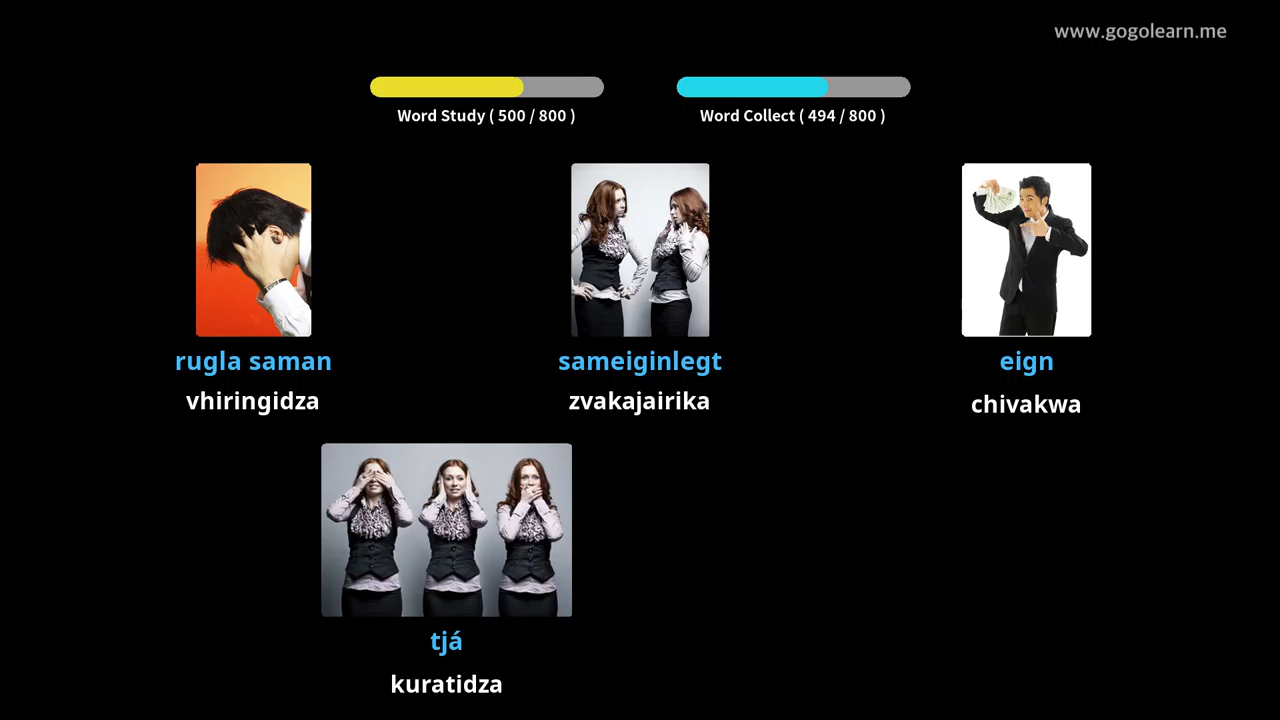 www.gogolearn.me
Word Study ( 500 / 800 )
Word Collect ( 494 / 800 )
rugla saman
vhiringidza
sameiginlegt
zvakajairika
eign
chivakwa
tjá
kuratidza